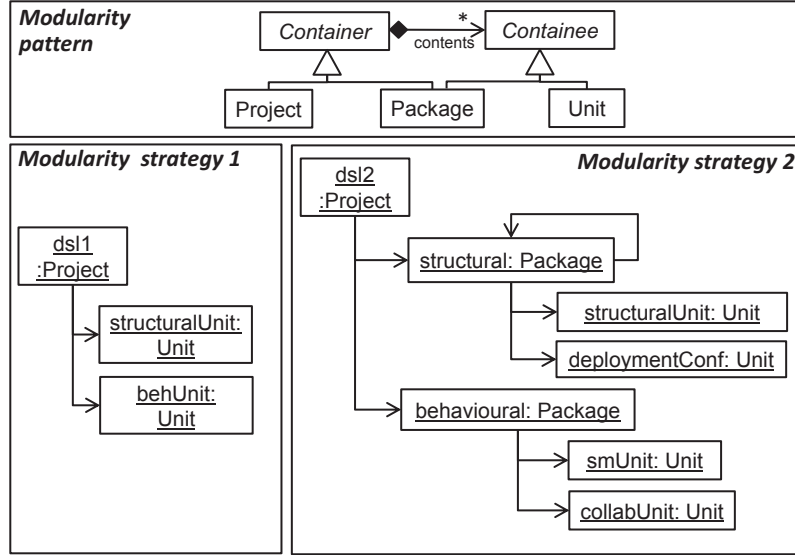 Modularity
pattern
Container
*
contents
Containee
Project
Package
Unit
Modularity strategy 1
dsl1
:Project
structuralUnit:
Unit
behUnit:
Unit
Modularity strategy 2
dsl2
:Project
structural: Package
structuralUnit: Unit
deploymentConf: Unit
behavioural: Package
smUnit: Unit
collabUnit: Unit